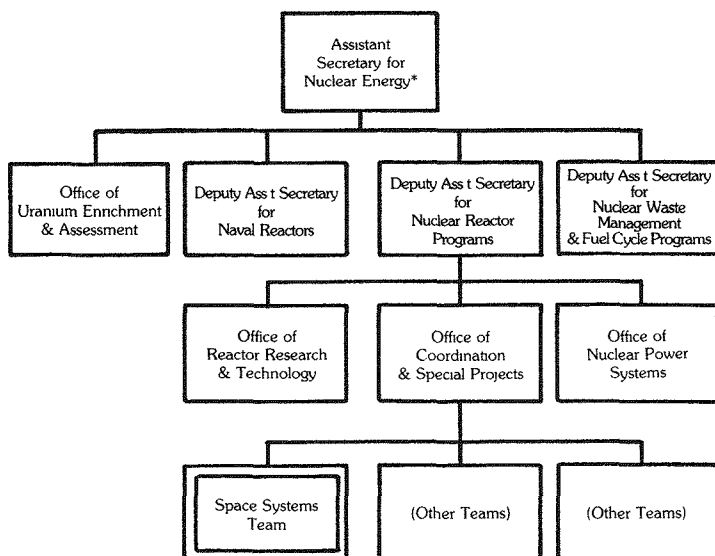 Assistant
Secretary for
Nuclear Energy*
Office of
Uranium Enrichment
& Assessment
Deputy Ass t Secretary
for
Naval Reactors
Deputy Ass t Secretary
for
Nuclear Reactor
Programs
Deputy Ass t Secretary
for
Nuclear Waste
Management
& Fuel Cycle Programs
Office of
Reactor Research
& Technology
Office of
Coordination
& Special Projects
Office of
Nuclear Power
Systems
Space Systems
Team
(Other Teams)
(Other Teams)